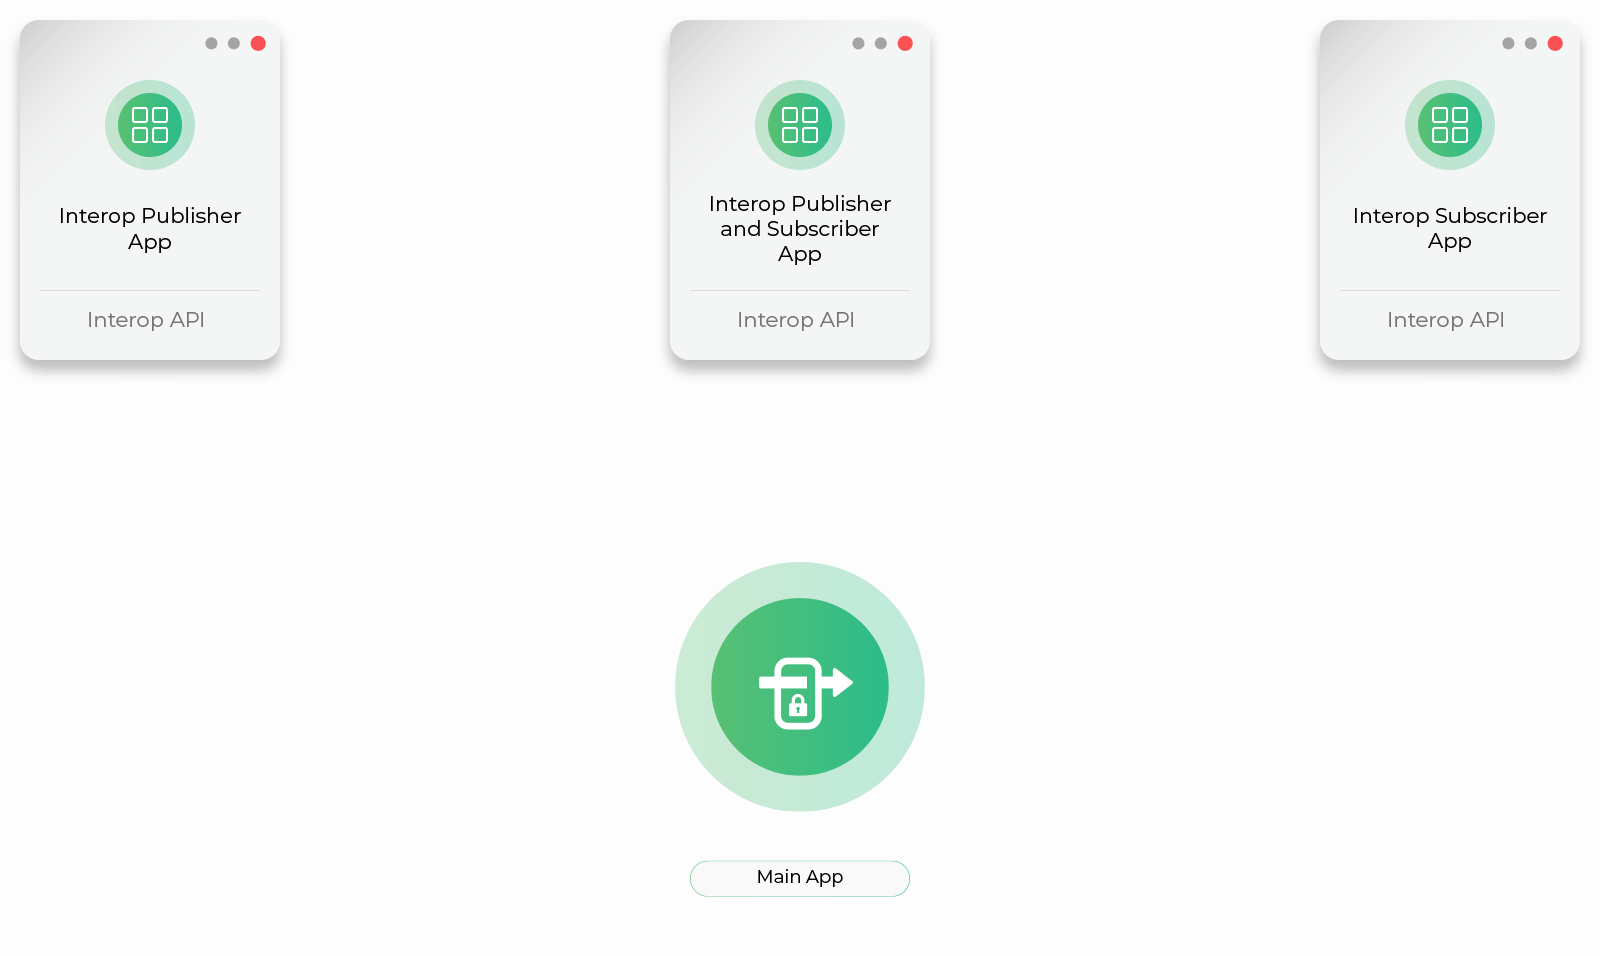 Interop Publisher
App
Interop API
Interop Publisher
and Subscriber
App
Interop API
Interop Subscriber
App
Interop API
Main App